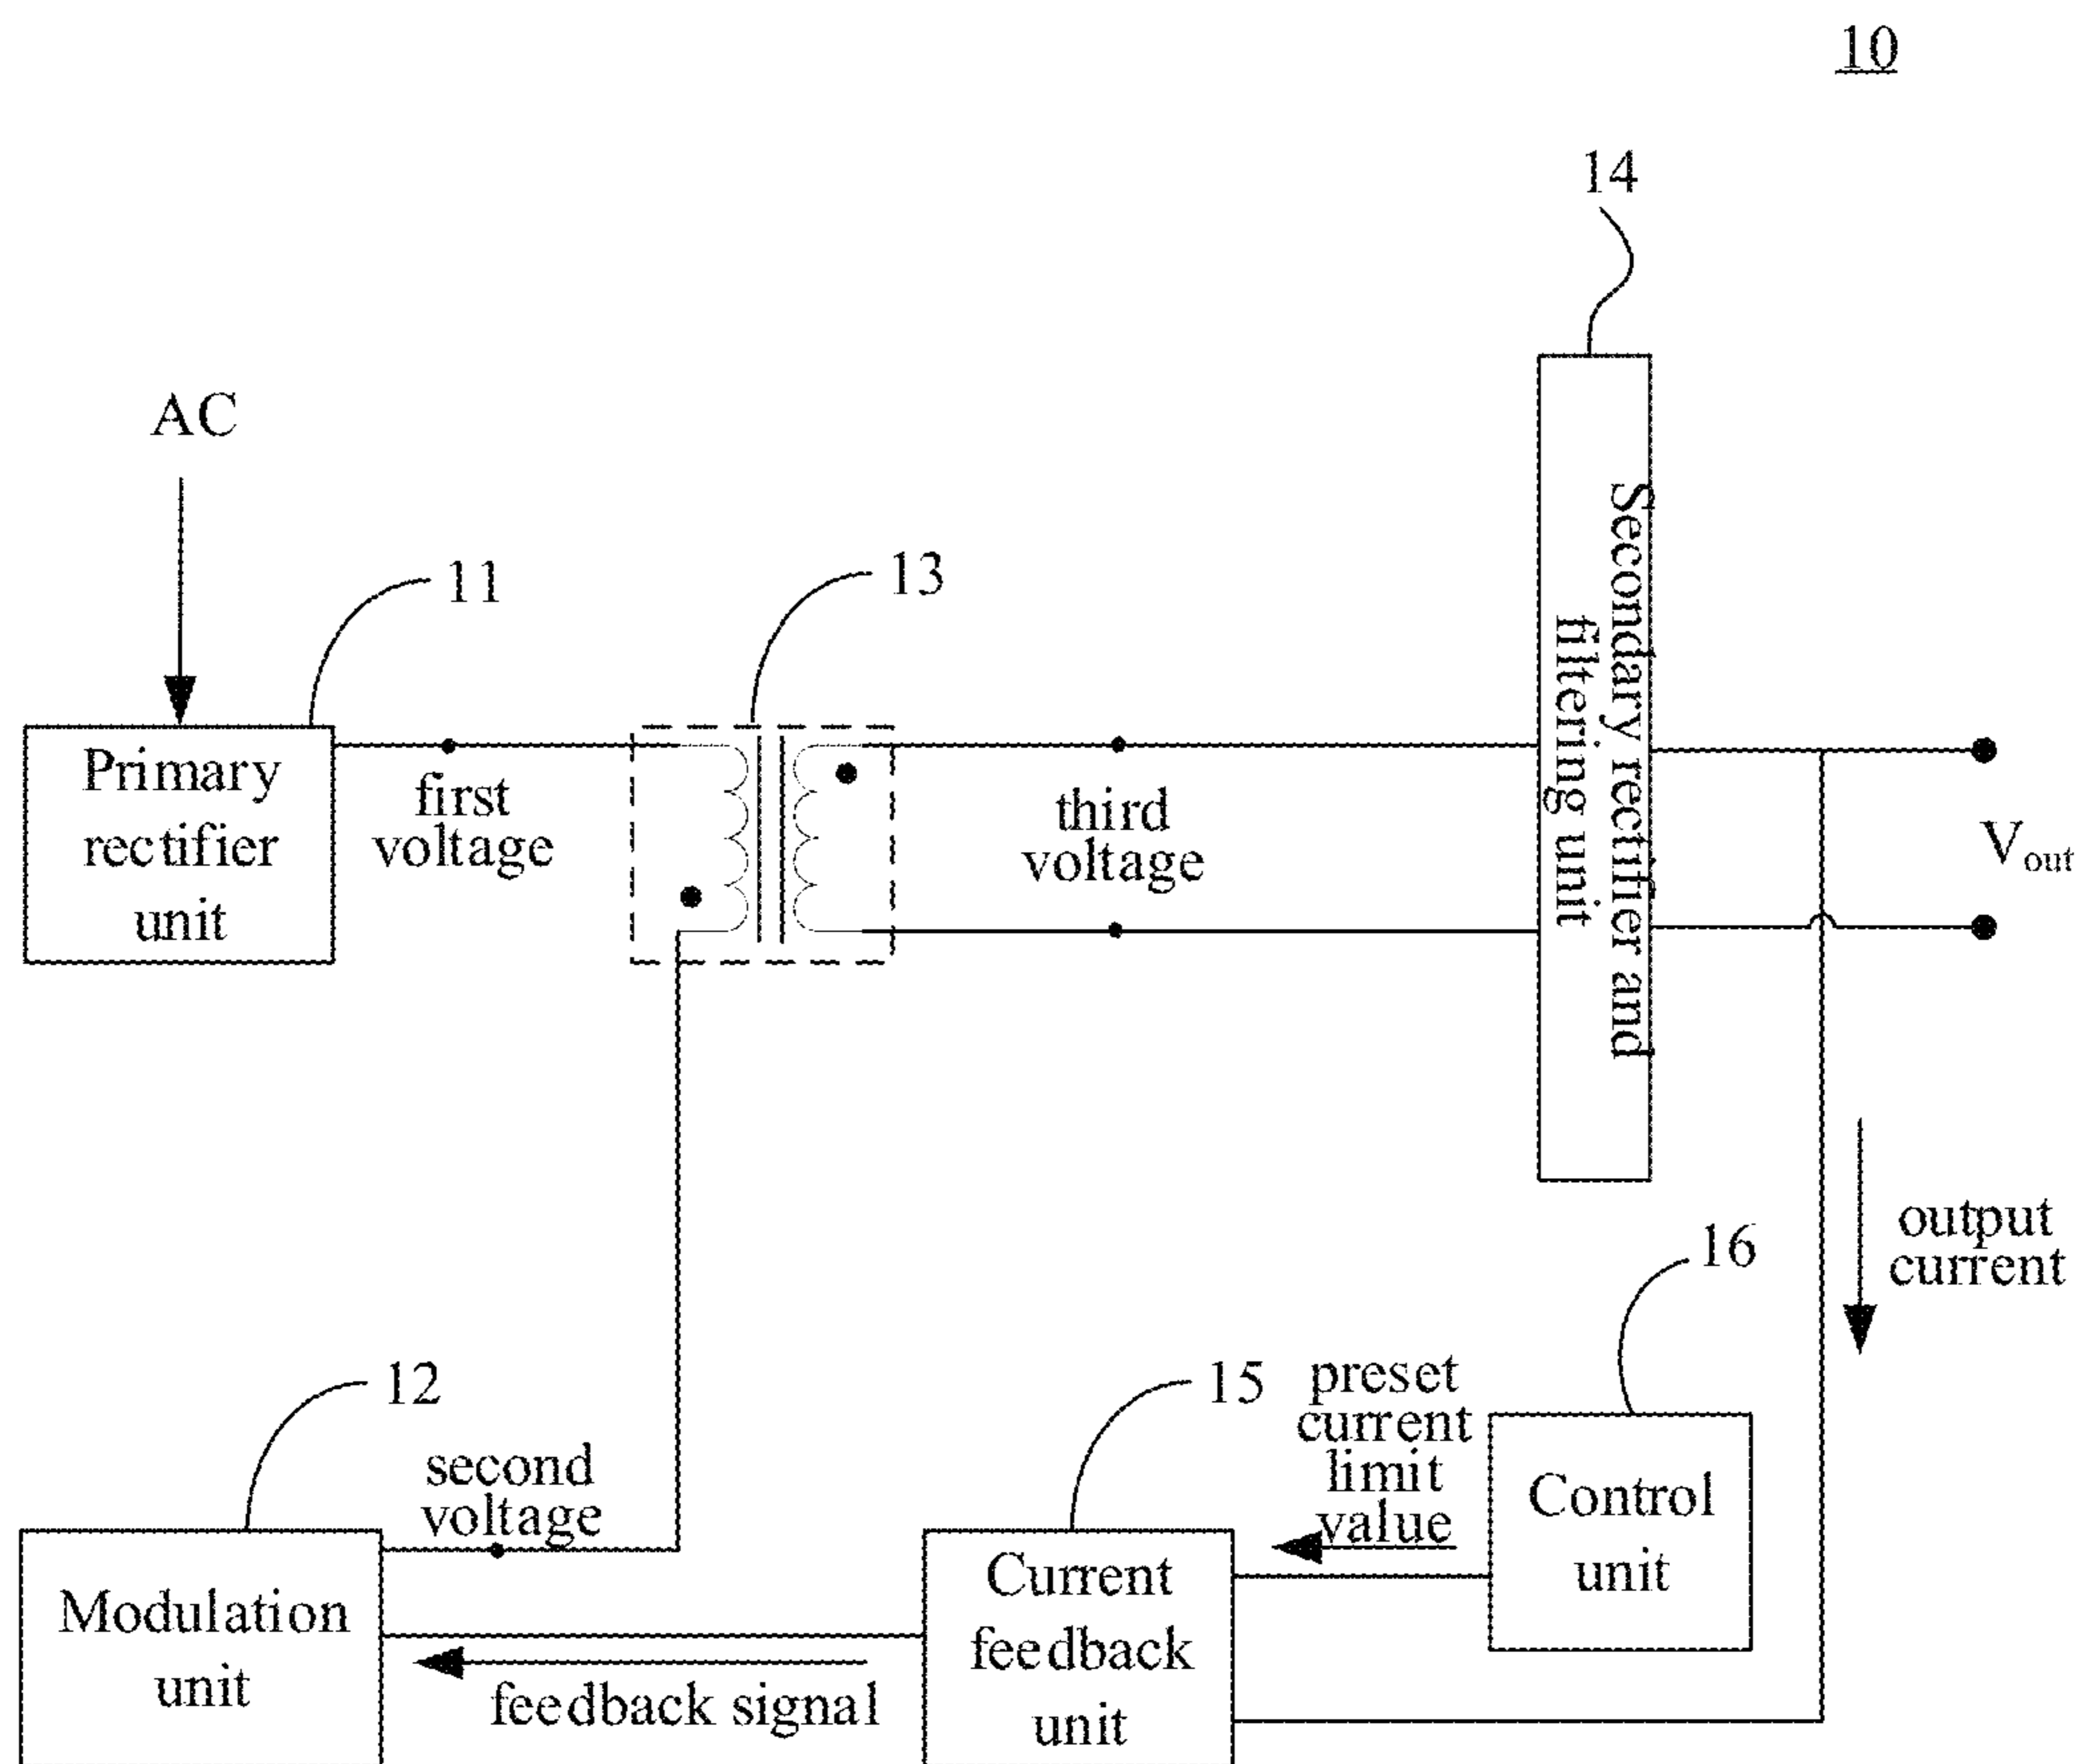 10
14
AC
11
13
Primary
rectifier
unit
first
voltage
third
voltage
Secondary rectifier and
filtering unit
Vout
output
current
16
12
15
preset
current
limit
value
Control
unit
second
voltage
Modulation
unit
Current
feedback
unit
feedback signal